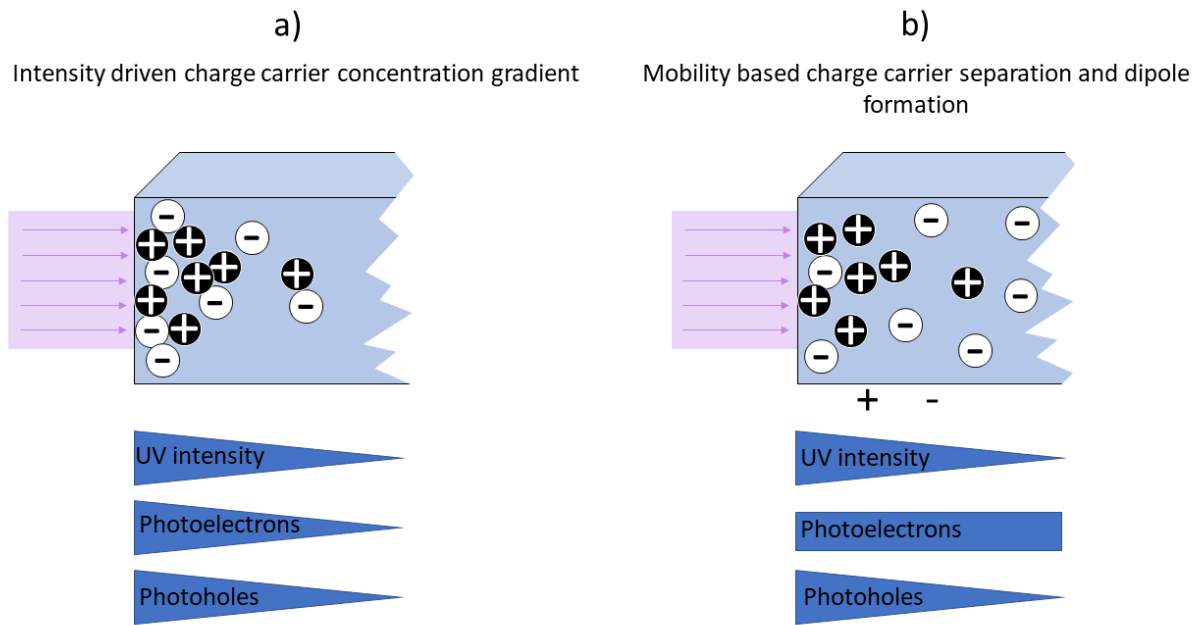 a)
Intensity driven charge carrier concentration gradient
UV intensity
Photoelectrons
Photoholes
b)
Mobility based charge carrier separation and dipole
formation
+ -
UV intensity
Photoelectrons
Photoholes